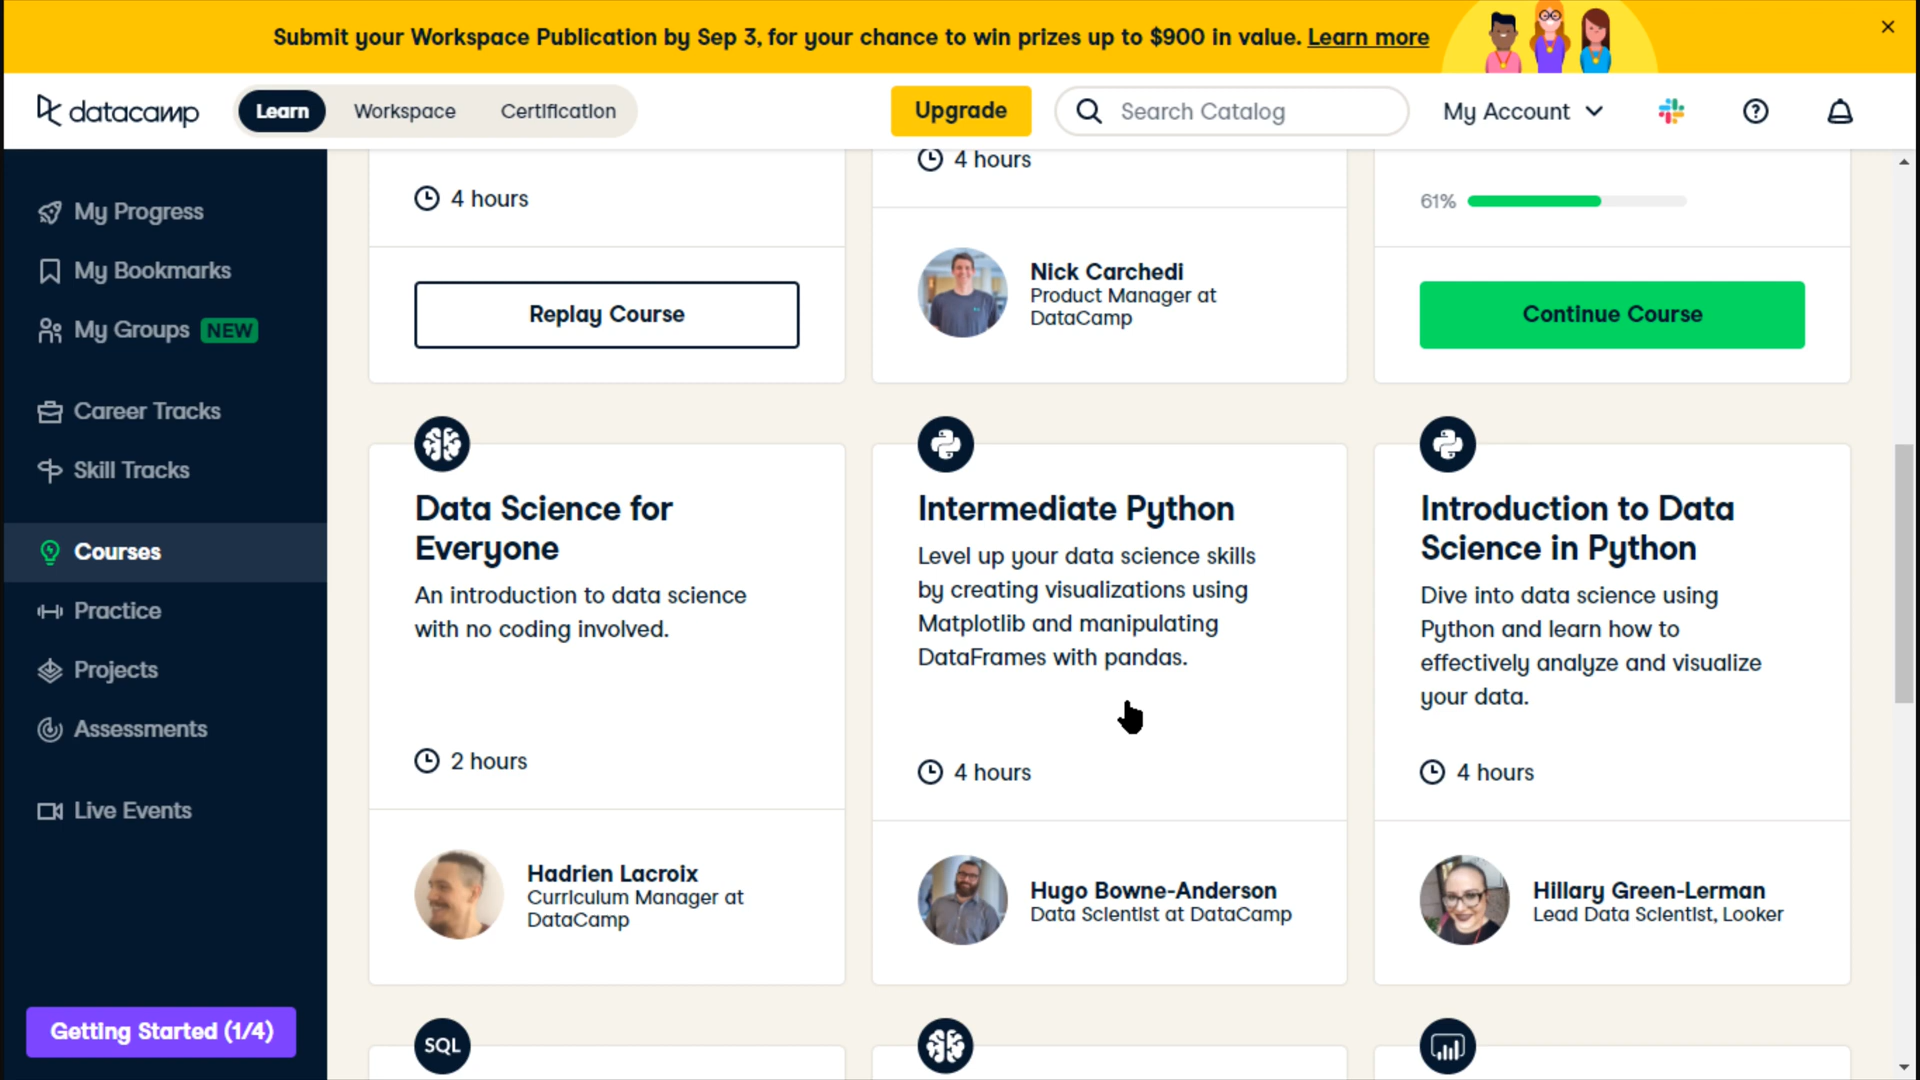 Submit your Workspace Publication by Sep 3, for your chance to win prizes up to $900 in value. Learn more
datacamp
Learn
Workspace
Certification
Upgrade
Search Catalog
My Account
My Progress
My Bookmarks
My Groups NEW
Career Tracks
Skill Tracks
Courses
Practice
Projects
Assessments
Live Events
Getting Started (1/4)
4 hours
Replay Course
4 hours
Nick Carchedi
Product Manager at
DataCamp
61%
Continue Course
Data Science for
Everyone
An introduction to data science
with no coding involved.
2 hours
Hadrien Lacroix
Curriculum Manager at
DataCamp
Intermediate Python
Level up your data science skills
by creating visualizations using
Matplotlib and manipulating
DataFrames with pandas.
4 hours
Hugo Bowne-Anderson
Data Scientist at DataCamp
Introduction to Data
Science in Python
Dive into data science using
Python and learn how to
effectively analyze and visualize
your data.
4 hours
Hillary Green-Lerman
Lead Data Scientist, Looker
SQL